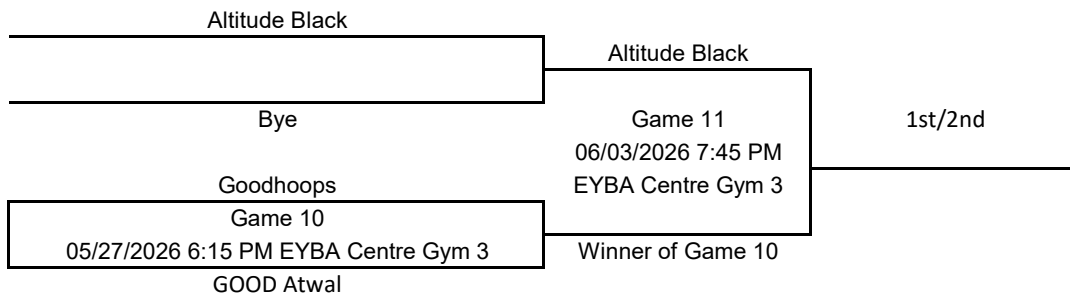 Altitude Black
Altitude Black
Bye
Game 11
1st/2nd
06/03/2026 7:45 PM
Goodhoops
EYBA Centre Gym 3
Game 10
05/27/2026 6:15 PM EYBA Centre Gym 3
Winner of Game 10
GOOD Atwal